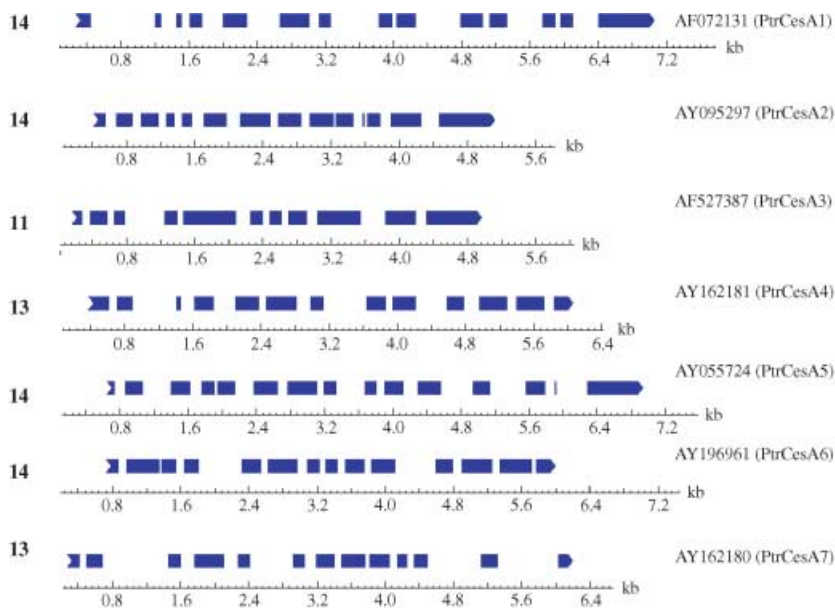 14 AF072131 (PtrCesA1)
kb
0.8 1.6 2.4 3.2 4.0 4.8 5.6 6.4 7.2
14 AY095297 (PtrCesA2)
kb
0.8 1.6 2.4 3.2 4.0 4.8 5.6
11 AF527387 (PtrCesA3)
kb
0.8 1.6 2.4 3.2 4.0 4.8 5.6
13 AY162181 (PtrCesA4)
kb
0.8 1.6 2.4 3.2 4.0 4.8 5.6 6.4
14 AY055724 (PtrCesA5)
kb
0.8 1.6 2.4 3.2 4.0 4.8 5.6 6.4 7.2
14 AY196961 (PtrCesA6)
kb
0.8 1.6 2.4 3.2 4.0 4.8 5.6 6.4 7.2
13 AY162180 (PtrCesA7)
kb
0.8 1.6 2.4 3.2 4.0 4.8 5.6 6.4